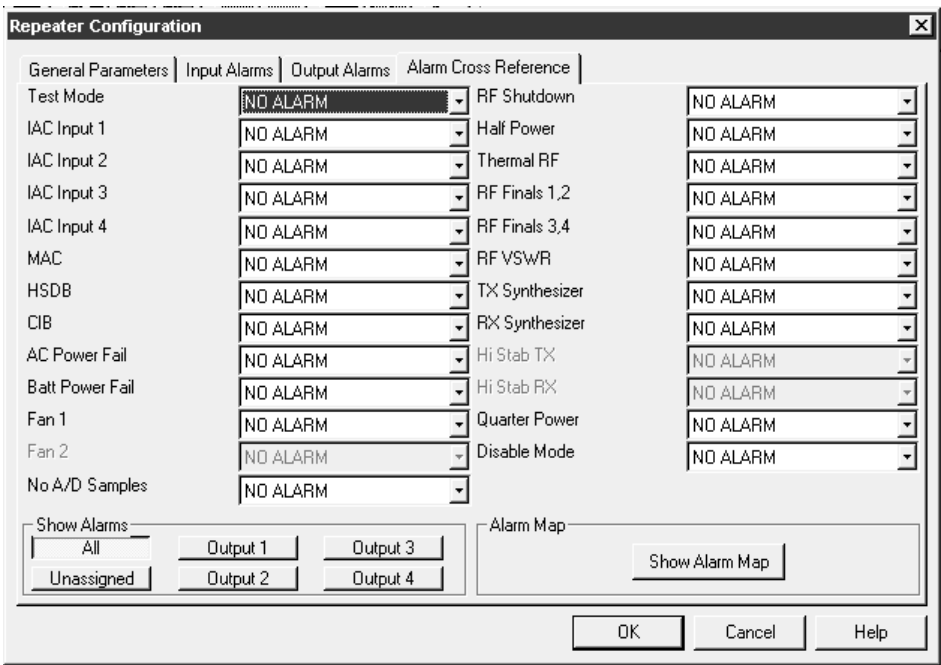 Repeater Configuration
General Parameters Input Alarms Output Alarms Alarm Cross Reference
Test Mode NO ALARM RF Shutdown NO ALARM
IAC Input 1 NO ALARM Half Power NO ALARM
IAC Input 2 NO ALARM Thermal RF NO ALARM
IAC Input 3 NO ALARM RF Finals 1,2 NO ALARM
IAC Input 4 NO ALARM RF Finals 3,4 NO ALARM
MAC NO ALARM RF VSWR NO ALARM
HSDB NO ALARM TX Synthesizer NO ALARM
CIB NO ALARM RX Synthesizer NO ALARM
AC Power Fail NO ALARM Hi Stab TX NO ALARM
Batt Power Fail NO ALARM Hi Stab RX NO ALARM
Fan 1 NO ALARM Quarter Power NO ALARM
Fan 2 NO ALARM Disable Mode NO ALARM
No A/D Samples NO ALARM
Show Alarms Alarm Map
All Output 1 Output 3
Show Alarm Map
Unassigned Output 2 Output 4
OK Cancel Help